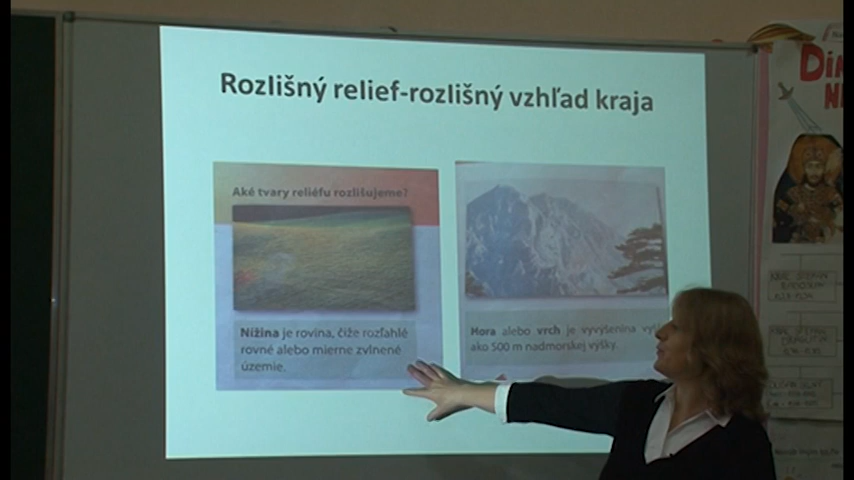 Rozlišný relief-rozlišný vzhľad kraja
Aké tvary reliéfu rozlišujeme?
Nížina je rovina, čiže rozľahlé
rovné alebo mierne zvlnené
územie.
Hora alebo vrch je vyvýšenina
ako 500 m nadmorskej výšky.